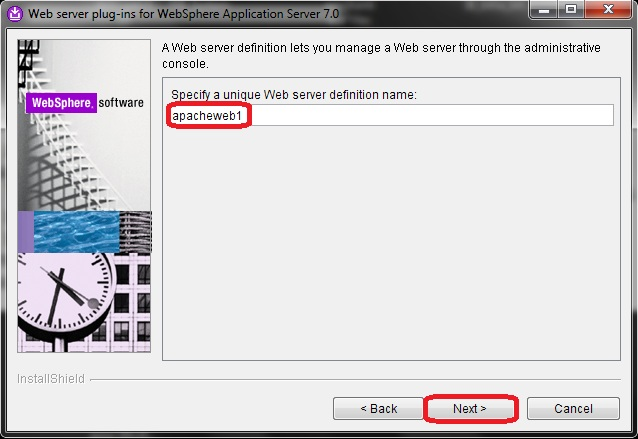 Web server plug-ins for WebSphere Application Server 7.0
A Web server definition lets you manage a Web server through the administrative
console.
WebSphere. software
Specify a unique Web server definition name:
apacheweb1
InstallShield
< Back
Next >
Cancel